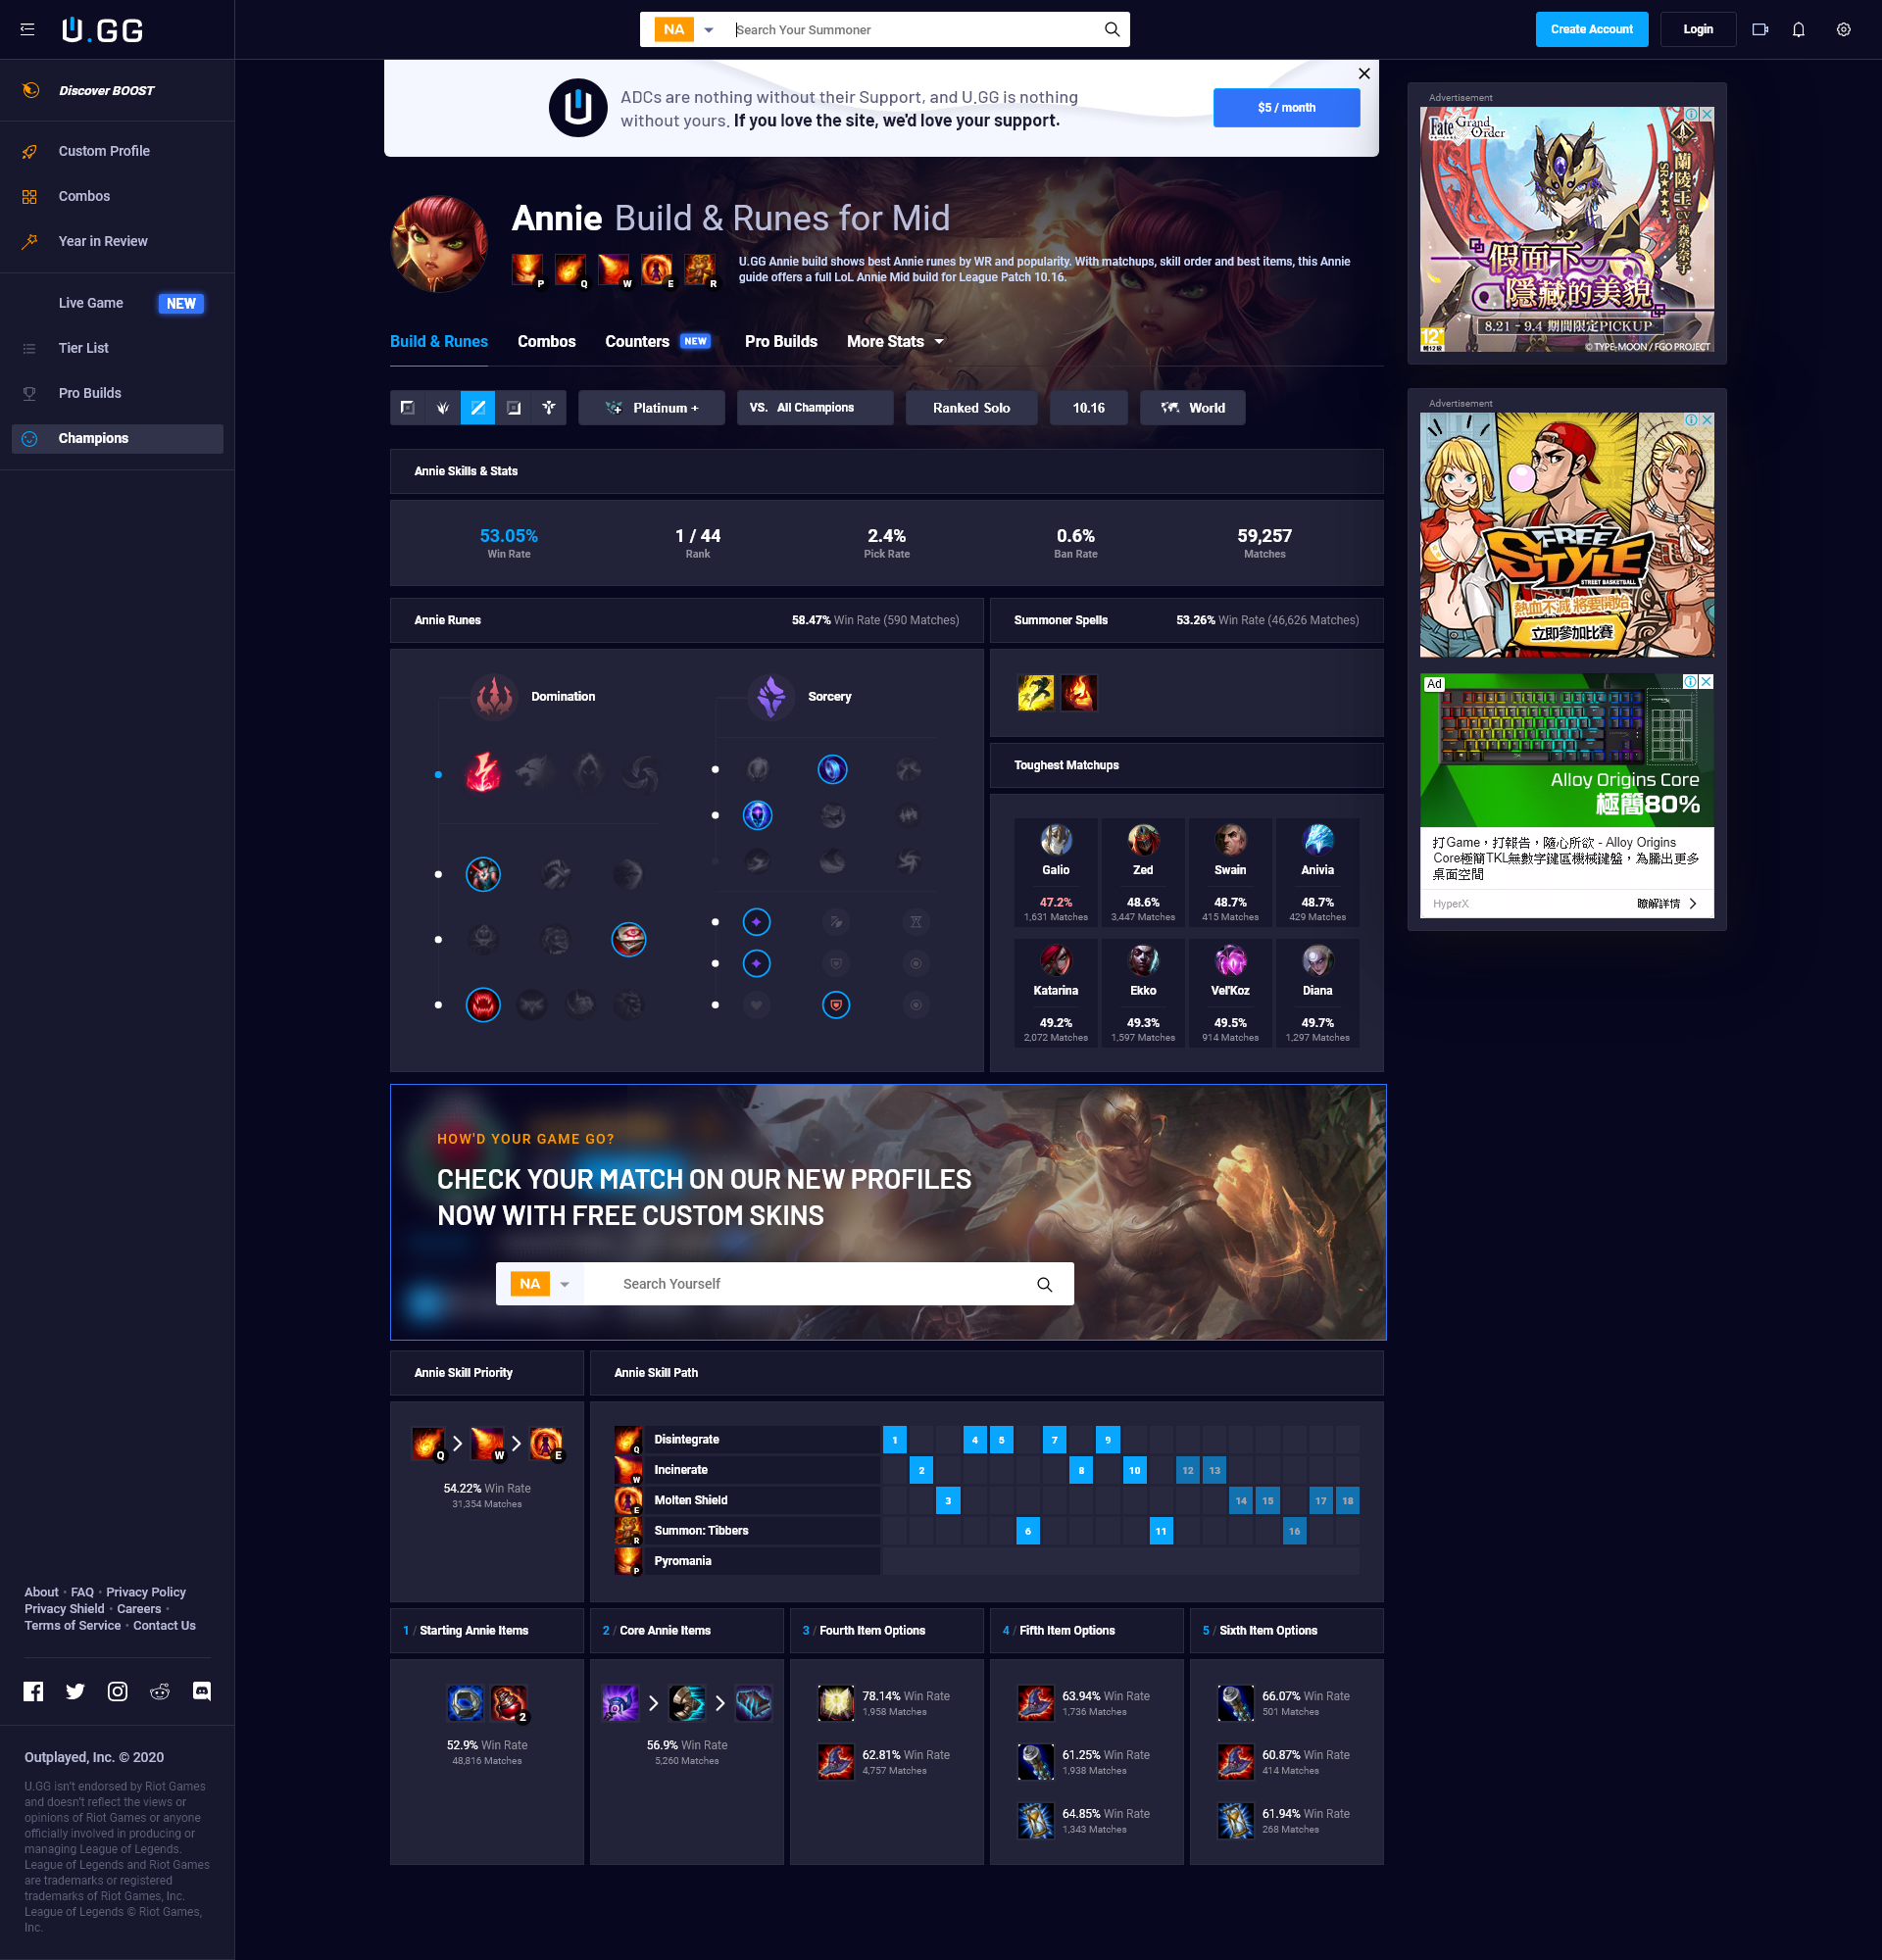 U.GG
NA
Search Your Summoner
Create Account
Login
Discover BOOST
Custom Profile
Combos
Year in Review
Live Game NEW
Tier List
Pro Builds
Champions
About • FAQ • Privacy Policy
Privacy Shield • Careers •
Terms of Service • Contact Us
Outplayed, Inc. © 2020
U.GG isn't endorsed by Riot Games
and doesn't reflect the views or
opinions of Riot Games or anyone
officially involved in producing or
managing League of Legends.
League of Legends and Riot Games
are trademarks or registered
trademarks of Riot Games, Inc.
League of Legends © Riot Games,
Inc.
ADCs are nothing without their Support, and U.GG is nothing
without yours. If you love the site, we'd love your support.
$5 / month
Annie Build & Runes for Mid
P Q W E R
U.GG Annie build shows best Annie runes by WR and popularity. With matchups, skill order and best items, this Annie
guide offers a full LoL Annie Mid build for League Patch 10.16.
Build & Runes Combos Counters NEW Pro Builds More Stats
Platinum + VS. All Champions Ranked Solo 10.16 World
Annie Skills & Stats
53.05% 1 / 44 2.4% 0.6% 59,257
Win Rate Rank Pick Rate Ban Rate Matches
Annie Runes 58.47% Win Rate (590 Matches)
Domination Sorcery
Summoner Spells 53.26% Win Rate (46,626 Matches)
Toughest Matchups
Galio Zed Swain Anivia
47.2% 48.6% 48.7% 48.7%
1,631 Matches 3,447 Matches 415 Matches 429 Matches
Katarina Ekko Vel'Koz Diana
49.2% 49.3% 49.5% 49.7%
2,072 Matches 1,597 Matches 914 Matches 1,297 Matches
HOW'D YOUR GAME GO?
CHECK YOUR MATCH ON OUR NEW PROFILES
NOW WITH FREE CUSTOM SKINS
NA
Search Yourself
Annie Skill Priority
Q W E
54.22% Win Rate
31,354 Matches
Annie Skill Path
Q Disintegrate 1 4 5 7 9
W Incinerate 2 8 10 12 13
E Molten Shield 3 14 15 17 18
R Summon: Tibbers 6 11 16
P Pyromania
1 / Starting Annie Items
2
52.9% Win Rate
48,816 Matches
2 / Core Annie Items
56.9% Win Rate
5,260 Matches
3 / Fourth Item Options
78.14% Win Rate
1,958 Matches
62.81% Win Rate
4,757 Matches
4 / Fifth Item Options
63.94% Win Rate
1,736 Matches
61.25% Win Rate
1,938 Matches
64.85% Win Rate
1,343 Matches
5 / Sixth Item Options
66.07% Win Rate
501 Matches
60.87% Win Rate
414 Matches
61.94% Win Rate
268 Matches
Advertisement
Fate Grand Order
蘭陵王
SR★★★★
CV 森奈奈子
假面下
隱藏的美貌
8.21 - 9.4 期間限定PICKUP
12+
© TYPE-MOON / FGO PROJECT
Advertisement
FREE STYLE
STREET BASKETBALL
熱血不滅 將要開始
立即參加比賽
Ad
Alloy Origins Core
極簡80%
打Game，打報告，隨心所欲 - Alloy Origins
Core極簡TKL無數字鍵區機械鍵盤，為騰出更多
桌面空間
HyperX
瞭解詳情